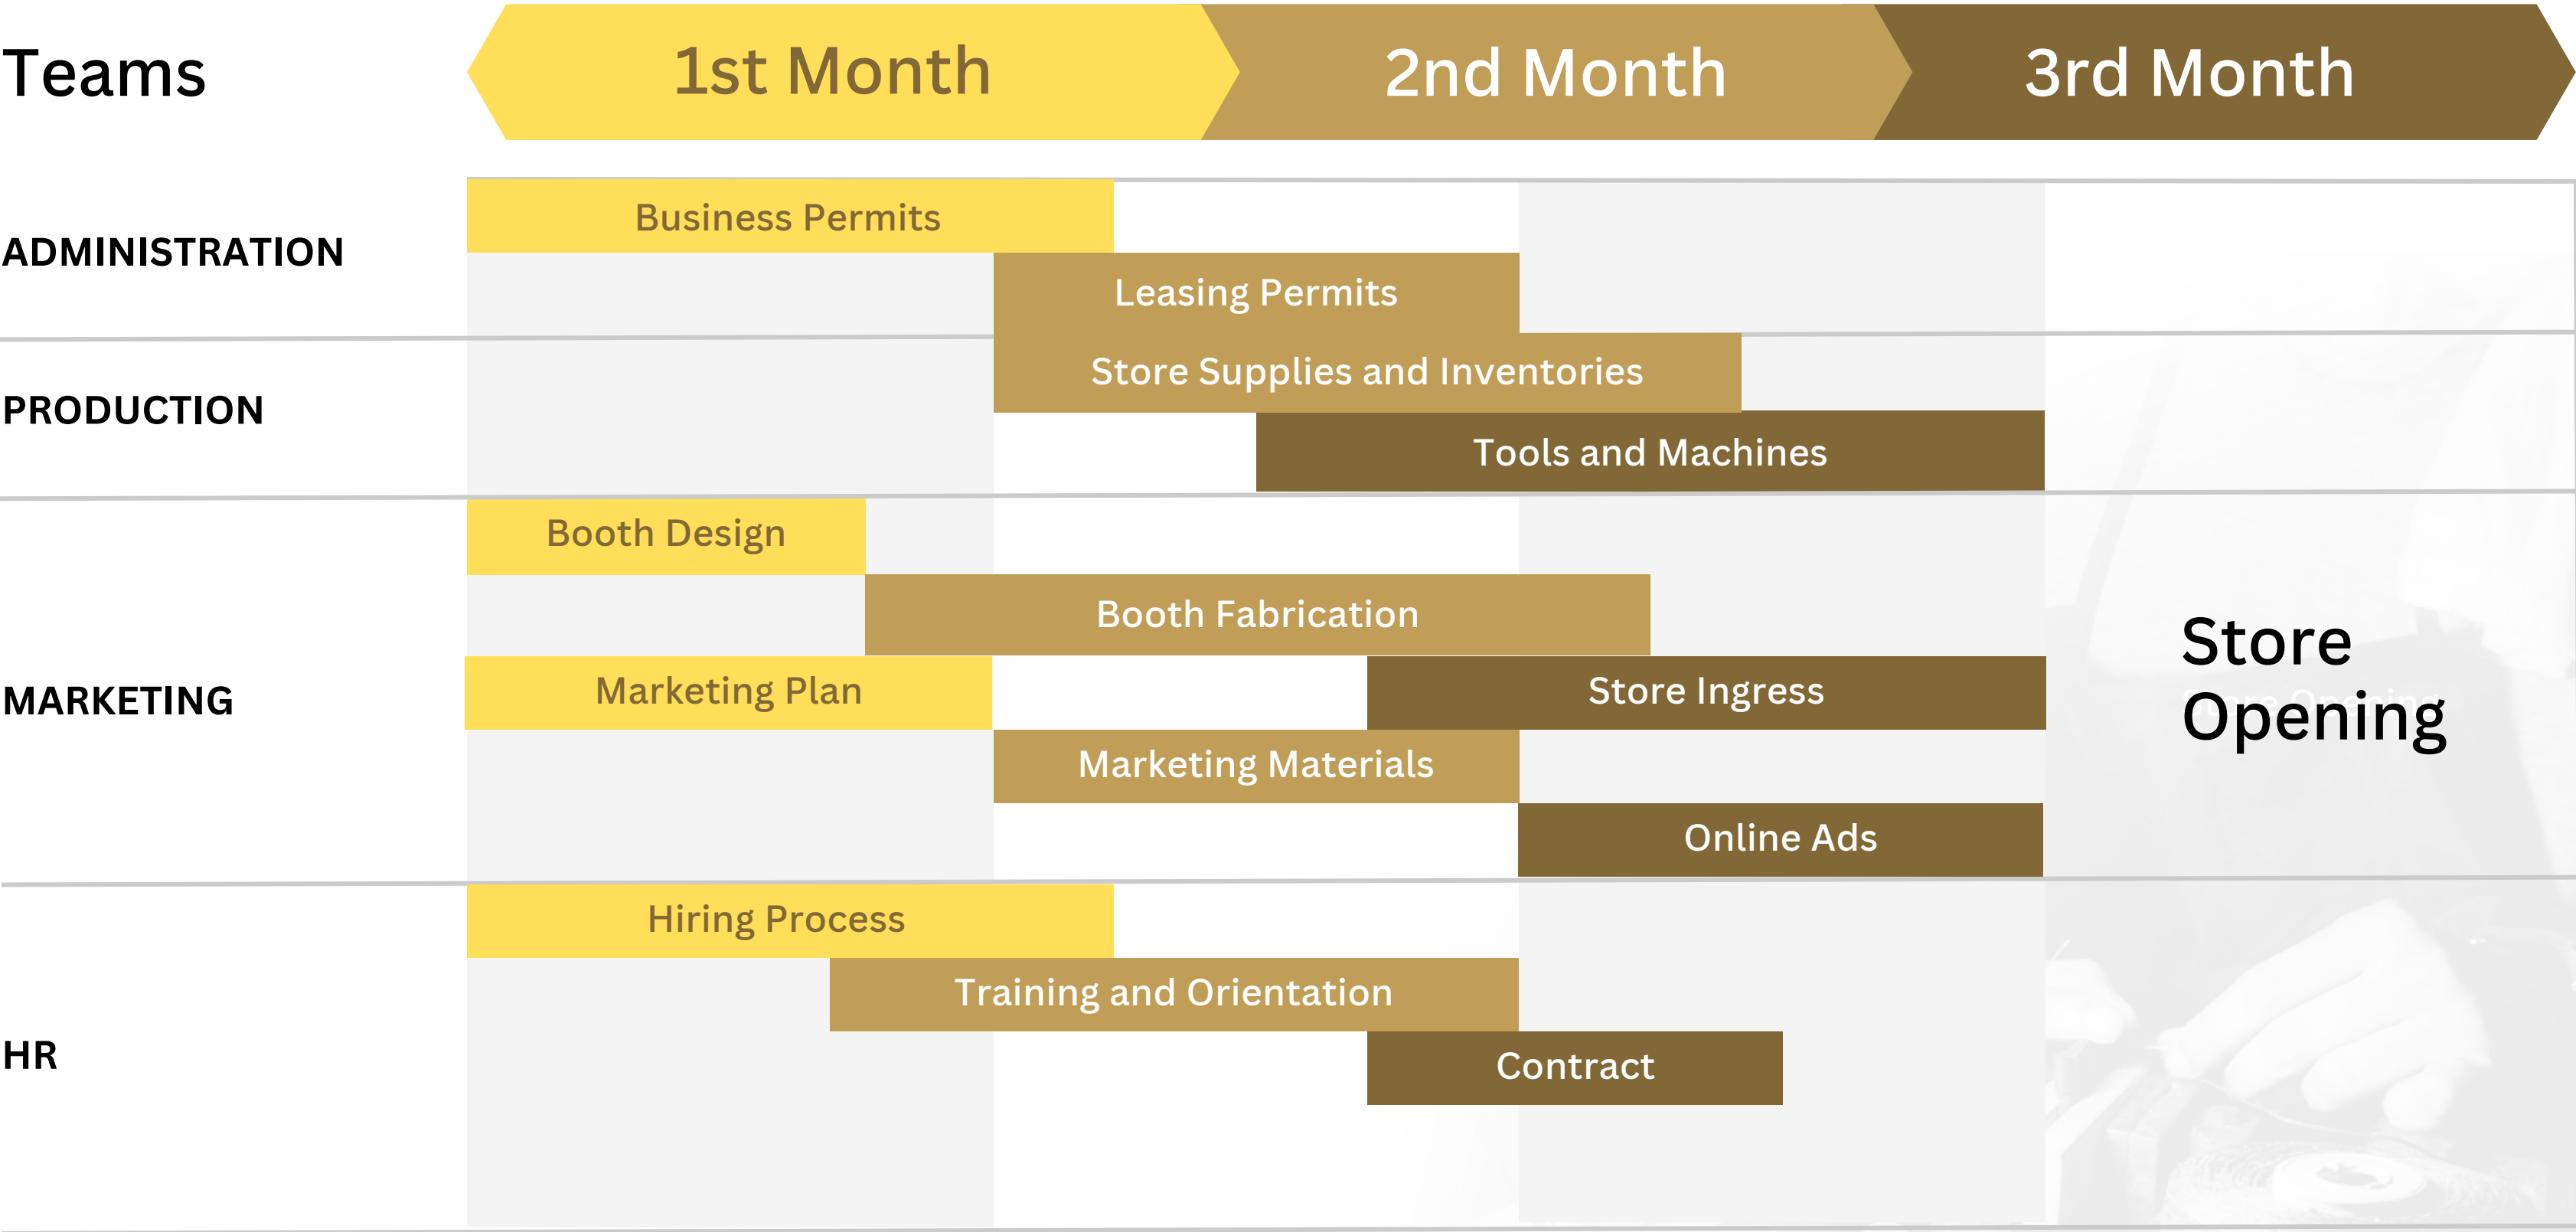 Teams
1st Month
2nd Month
3rd Month
ADMINISTRATION
Business Permits
Leasing Permits
PRODUCTION
Store Supplies and Inventories
Tools and Machines
MARKETING
Booth Design
Booth Fabrication
Marketing Plan
Store Ingress
Marketing Materials
Online Ads
Store
Opening
Store Opening
HR
Hiring Process
Training and Orientation
Contract